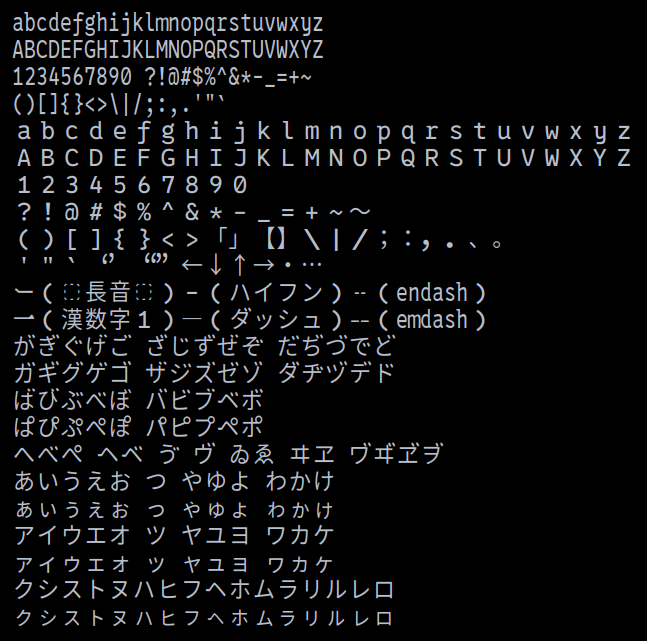 abcdefghijklmnopqrstuvwxyz
ABCDEFGHIJKLMNOPQRSTUVWXYZ
1234567890 ?!@#$%^&*-_=+~
()[]{}<>\|/;:,.'"`
ａｂｃｄｅｆｇｈｉｊｋｌｍｎｏｐｑｒｓｔｕｖｗｘｙｚ
ＡＢＣＤＥＦＧＨＩＪＫＬＭＮＯＰＱＲＳＴＵＶＷＸＹＺ
１２３４５６７８９０
？！＠＃＄％＾＆＊－＿＝＋～〜
（）［］｛｝＜＞「」【】＼｜／；：，．、。
＇＂｀‘’“”←↓↑→・…
ー（◌長音◌）‐（ハイフン）–（endash）
一（漢数字１）―（ダッシュ）—（emdash）
がぎぐげご ざじずぜぞ だぢづでど
ガギグゲゴ ザジズゼゾ ダヂヅデド
ばびぶべぼ バビブベボ
ぱぴぷぺぽ パピプペポ
へべぺ ヘベ ゔ ヴ ゐゑ ヰヱ ヷヸヹヺ
あいうえお つ やゆよ わかけ
ぁぃぅぇぉ っ ゃゅょ ゎゕゖ
アイウエオ ツ ヤユヨ ワカケ
ァィゥェォ ッ ャュョ ヮヵヶ
クシストヌハヒフヘホムラリルレロ
ㇰㇱㇲㇳㇴㇵㇶㇷㇸㇹㇺㇻㇼㇽㇾㇿ